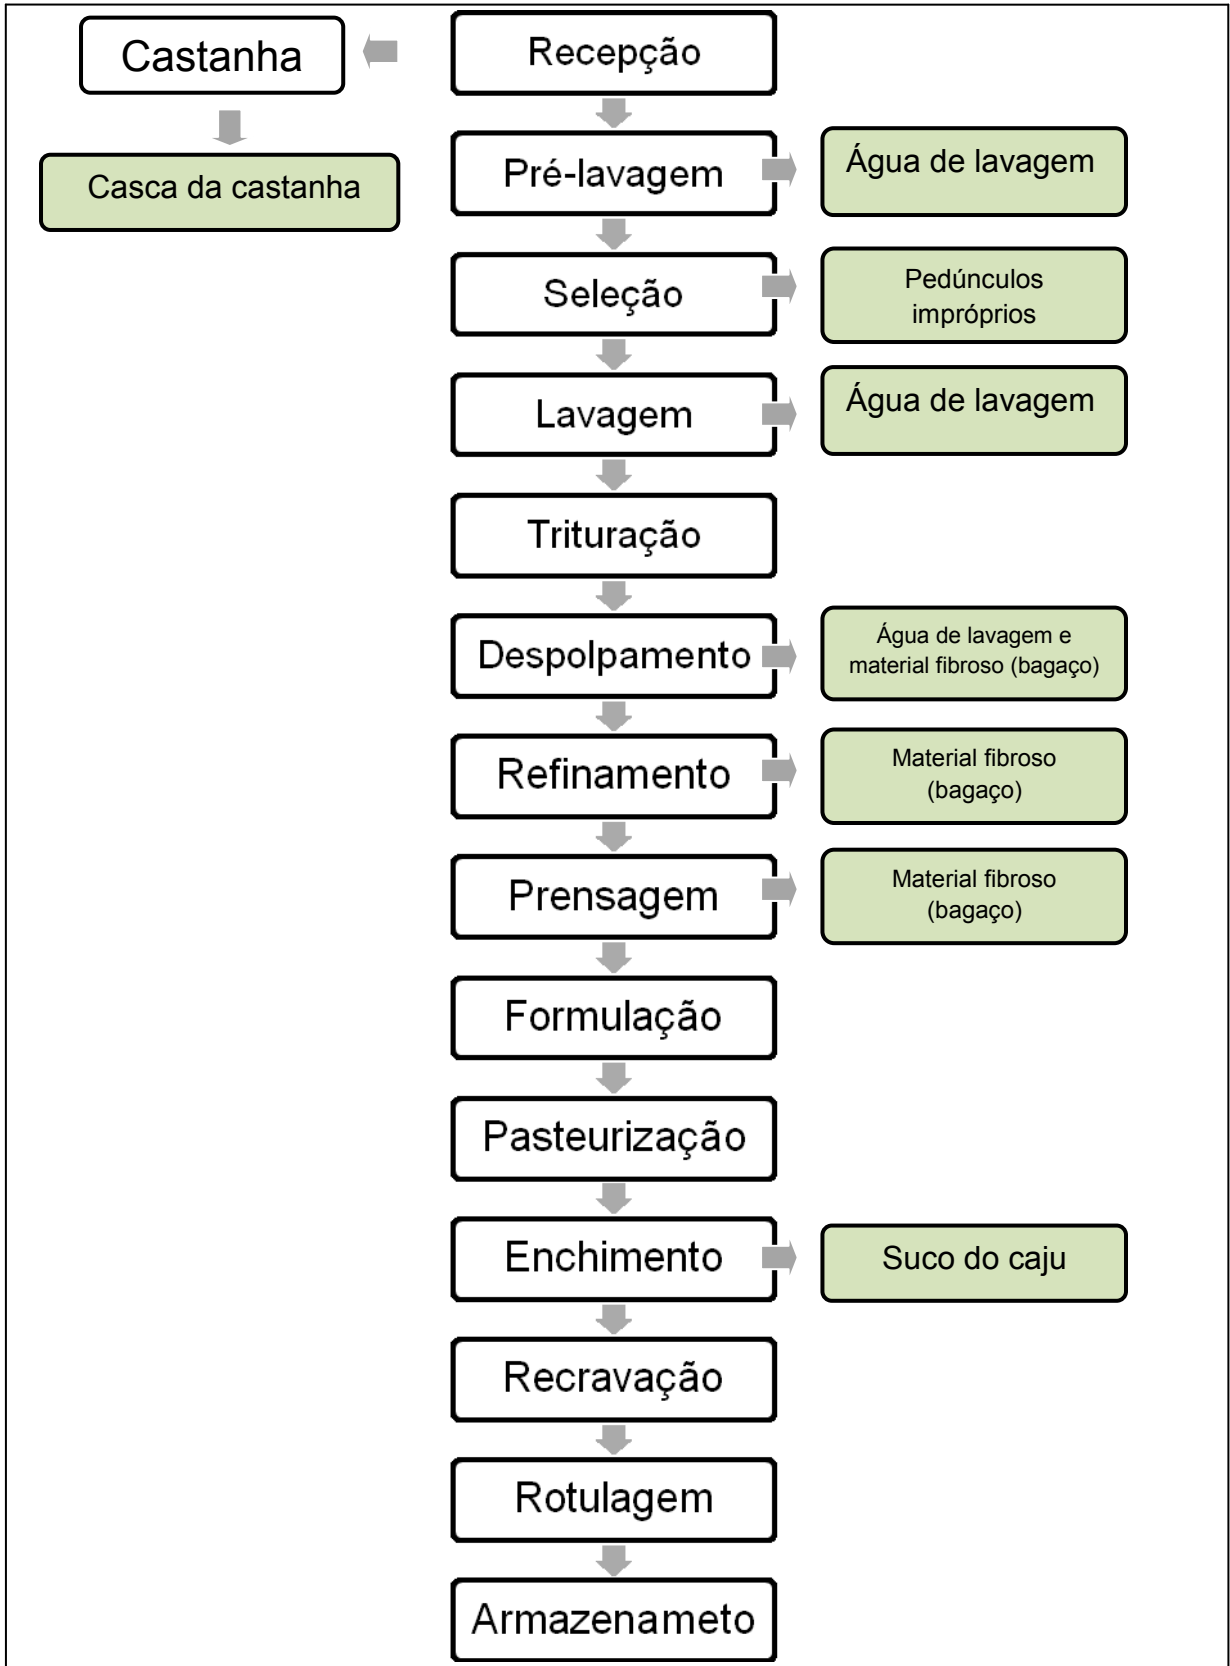 Castanha
Recepção
Casca da castanha
Pré-lavagem
Água de lavagem
Seleção
Pedúnculos
impróprios
Lavagem
Água de lavagem
Trituração
Despolpamento
Água de lavagem e
material fibroso (bagaço)
Refinamento
Material fibroso
(bagaço)
Prensagem
Material fibroso
(bagaço)
Formulação
Pasteurização
Enchimento
Suco do caju
Recravação
Rotulagem
Armazenameto